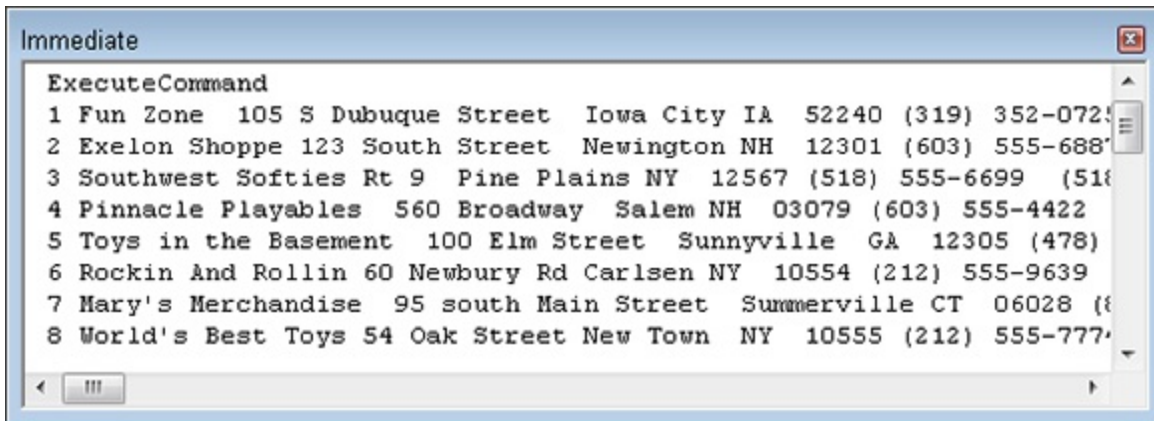 Immediate
ExecuteCommand
1 Fun Zone 105 S Dubuque Street Iowa City IA 52240 (319) 352-072
2 Exelon Shoppe 123 South Street Newington NH 12301 (603) 555-688
3 Southwest Softies Rt 9 Pine Plains NY 12567 (518) 555-6699 (518
4 Pinnacle Playables 560 Broadway Salem NH 03079 (603) 555-4422
5 Toys in the Basement 100 Elm Street Sunnyville GA 12305 (478)
6 Rockin And Rollin 60 Newbury Rd Carlsen NY 10554 (212) 555-9639
7 Mary's Merchandise 95 south Main Street Summerville CT 06028 (
8 World's Best Toys 54 Oak Street New Town NY 10555 (212) 555-777